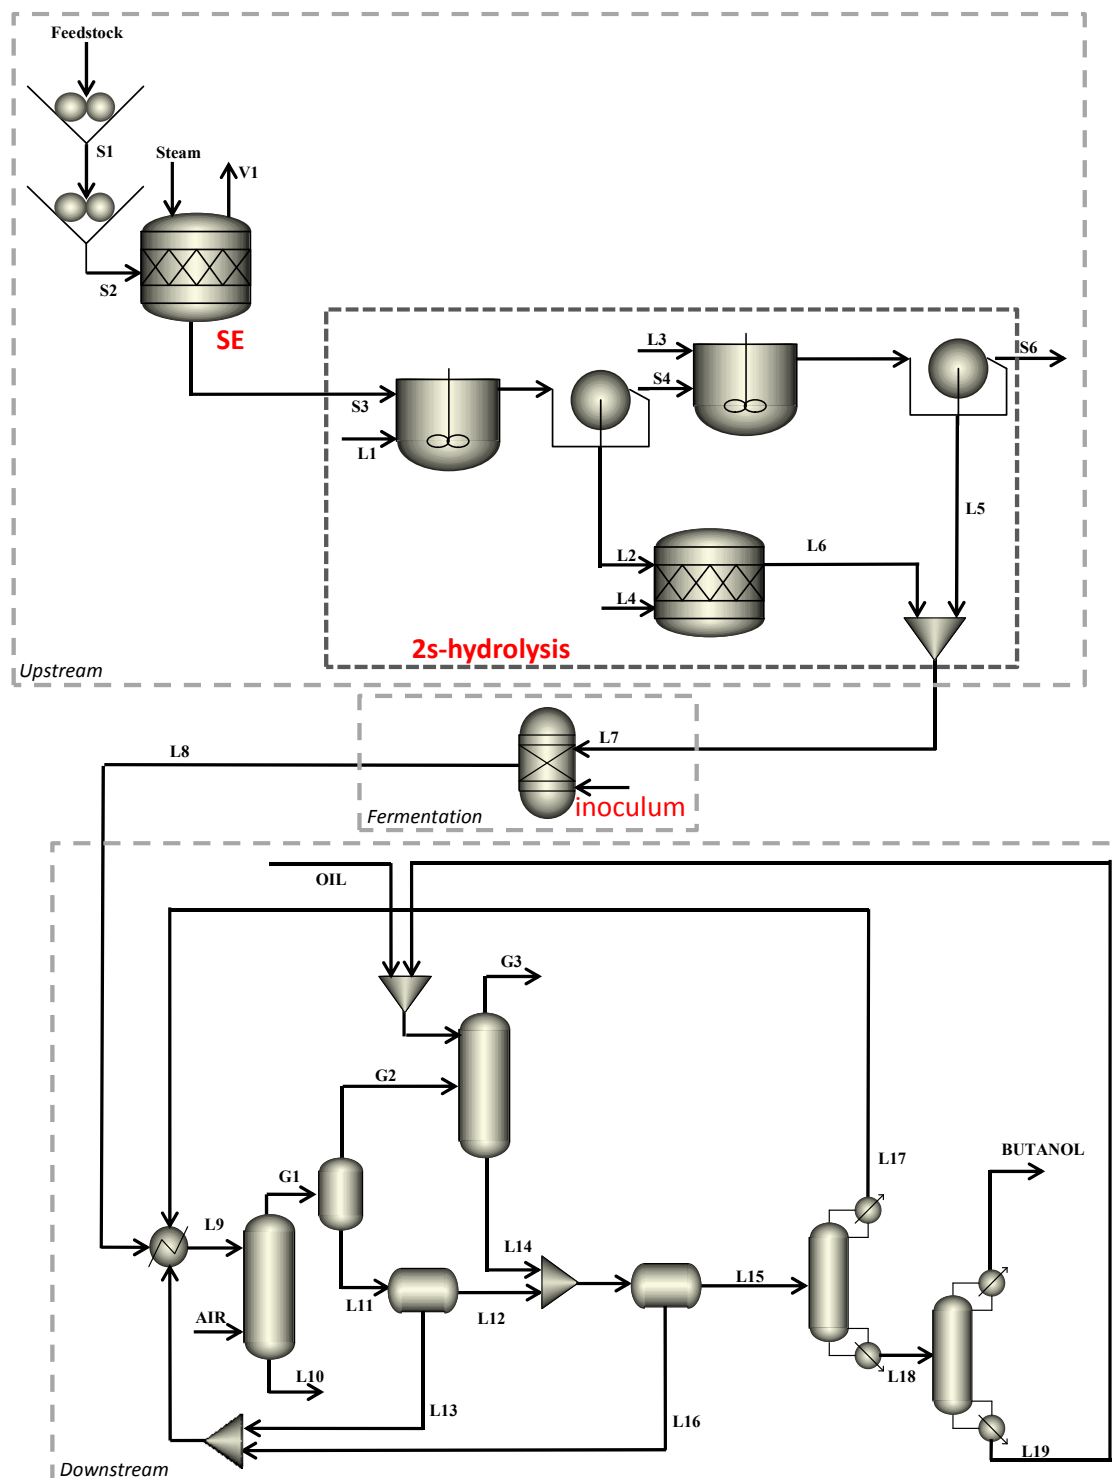 Feedstock
S1
Steam
V1
S2
SE
L3
S6
S4
S3
L1
L5
L2
L6
L4
2s-hydrolysis
Upstream
L7
L8
inoculum
Fermentation
OIL
G3
G2
BUTANOL
L17
G1
L9
L14
L15
L11
L12
AIR
L10
L18
L13
L16
L19
Downstream